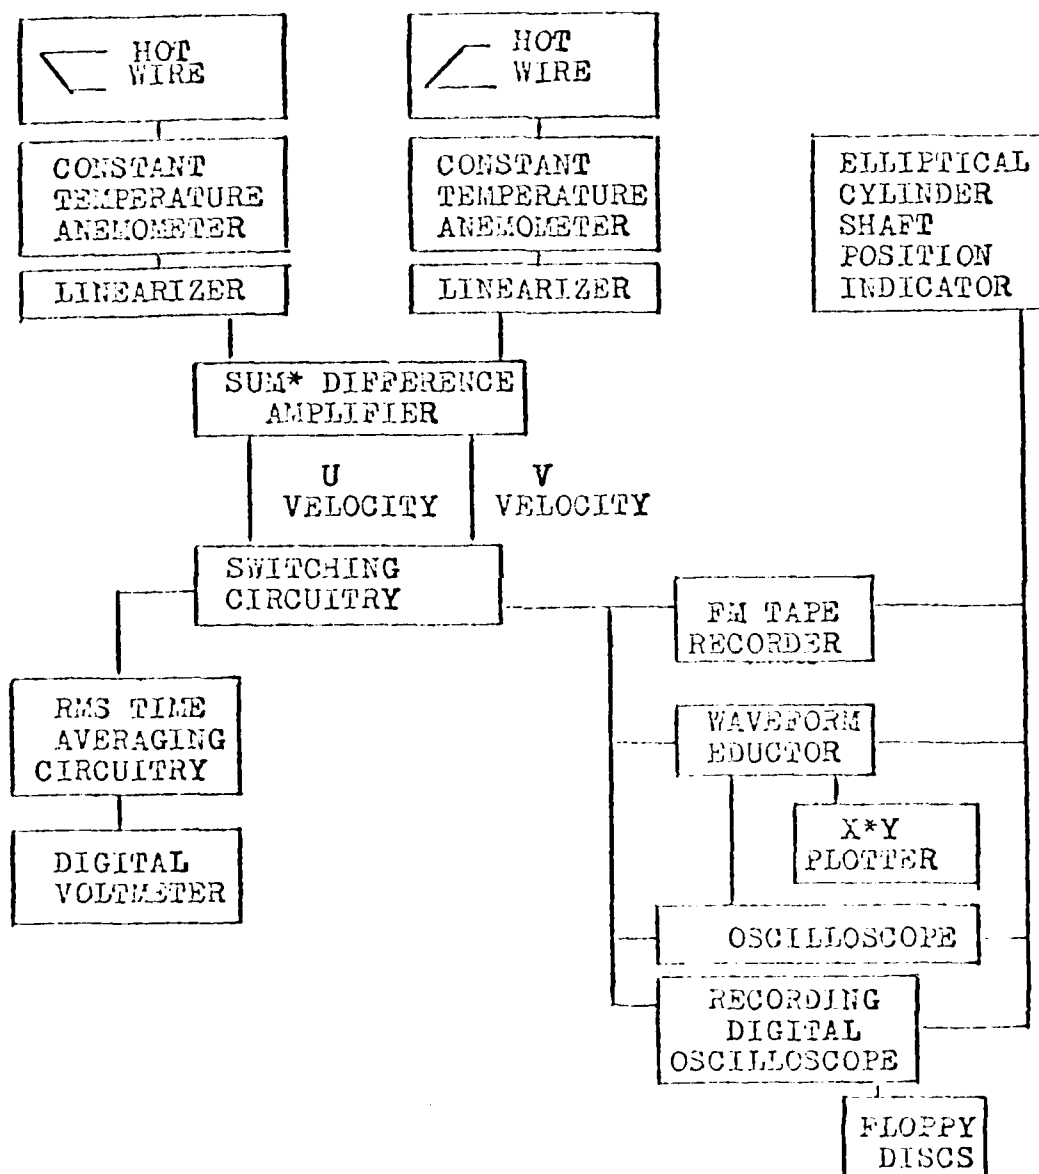 HOT
WIRE
HOT
WIRE
CONSTANT
TEMPERATURE
ANEMOMETER
CONSTANT
TEMPERATURE
ANEMOMETER
ELLIPTICAL
CYLINDER
SHAFT
POSITION
INDICATOR
LINEARIZER
LINEARIZER
SUM* DIFFERENCE
AMPLIFIER
U
VELOCITY
V
VELOCITY
SWITCHING
CIRCUITRY
FM TAPE
RECORDER
RMS TIME
AVERAGING
CIRCUITRY
WAVEFORM
EDUCTOR
X*Y
PLOTTER
DIGITAL
VOLTMETER
OSCILLOSCOPE
RECORDING
DIGITAL
OSCILLOSCOPE
FLOPPY
DISCS